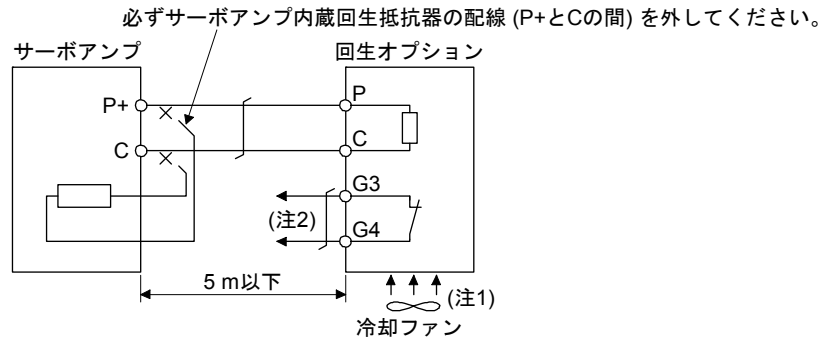 必ずサーボアンプ内蔵回生抵抗器の配線 (P+とCの間) を外してください。
サーボアンプ
回生オプション
P+
P
C
C
G3
(注2)
G4
5 m以下
(注1)
冷却ファン